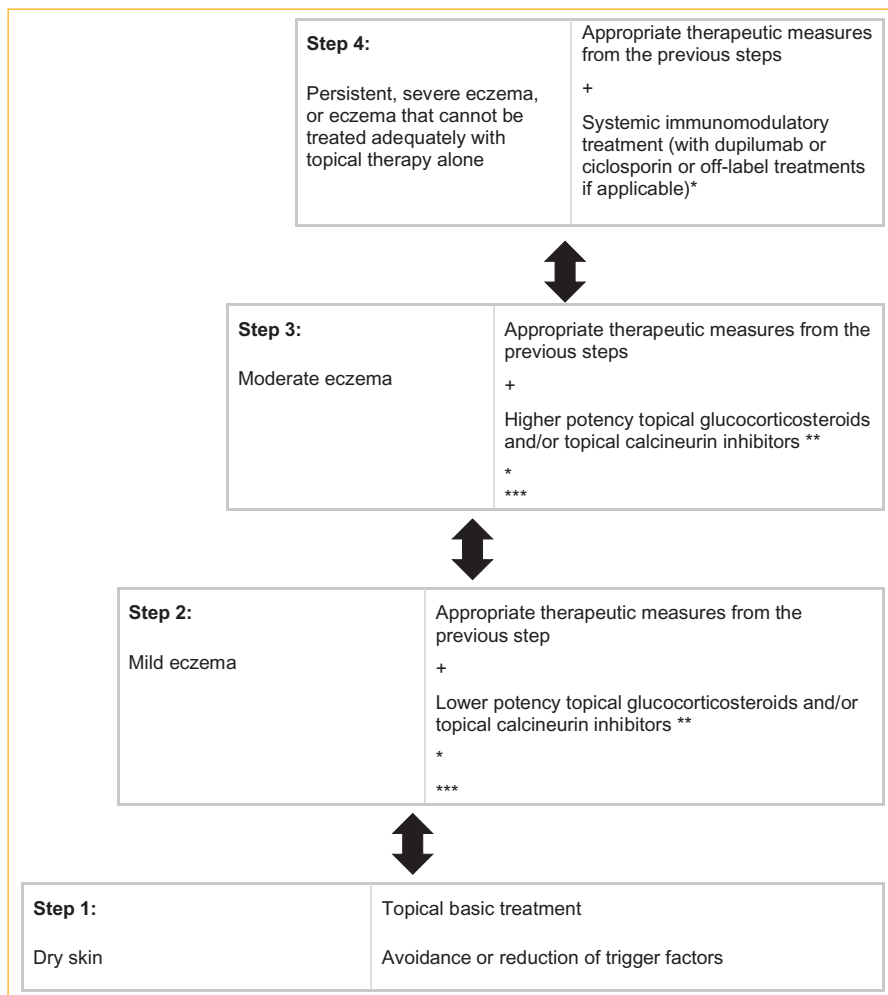 Step 4:
Persistent, severe eczema,
or eczema that cannot be
treated adequately with
topical therapy alone
Appropriate therapeutic measures
from the previous steps
+
Systemic immunomodulatory
treatment (with dupilumab or
ciclosporin or off-label treatments
if applicable)*
Step 3:
Moderate eczema
Appropriate therapeutic measures from the
previous steps
+
Higher potency topical glucocorticosteroids
and/or topical calcineurin inhibitors **
*
***
Step 2:
Mild eczema
Appropriate therapeutic measures from the
previous step
+
Lower potency topical glucocorticosteroids and/or
topical calcineurin inhibitors **
*
***
Step 1:
Dry skin
Topical basic treatment
Avoidance or reduction of trigger factors